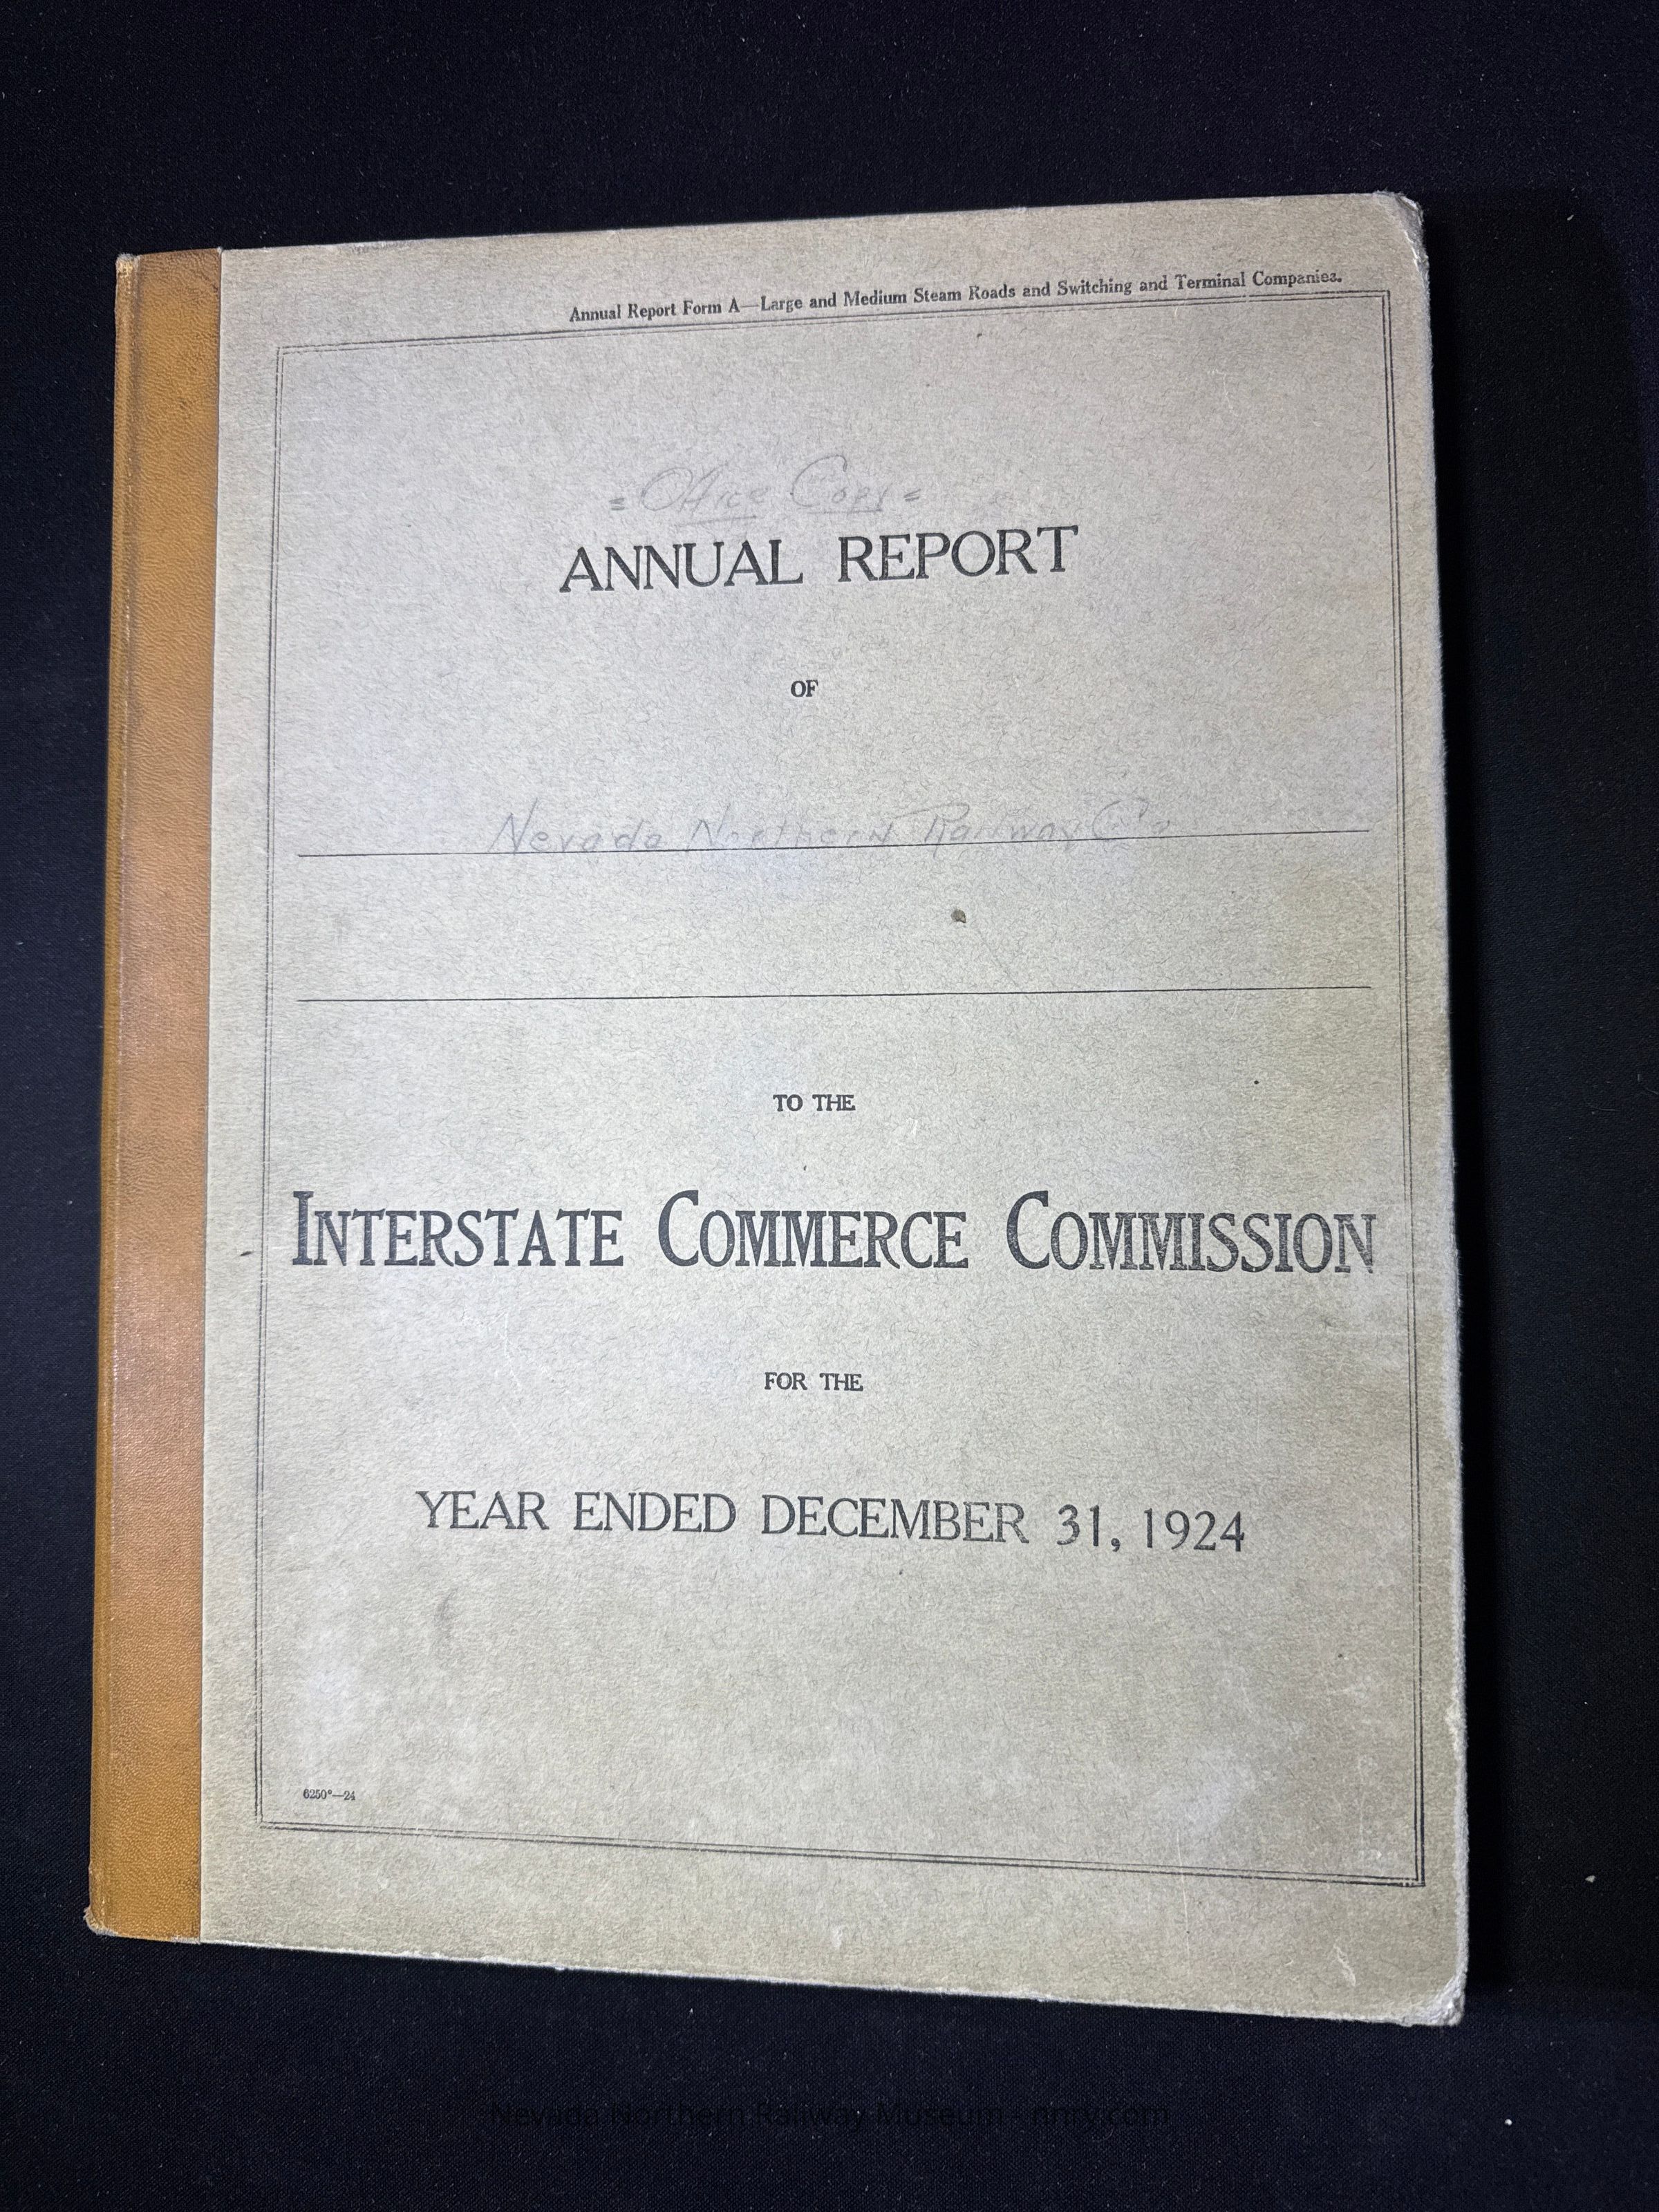 Annual Report Form A—Large and Medium Steam Roads and Switching and Terminal Companies.
= Office Copy =
ANNUAL REPORT
OF
Nevada Northern Railway Co
TO THE
INTERSTATE COMMERCE COMMISSION
FOR THE
YEAR ENDED DECEMBER 31, 1924
6250°—24
Nevada Northern Railway Museum - nnry.com